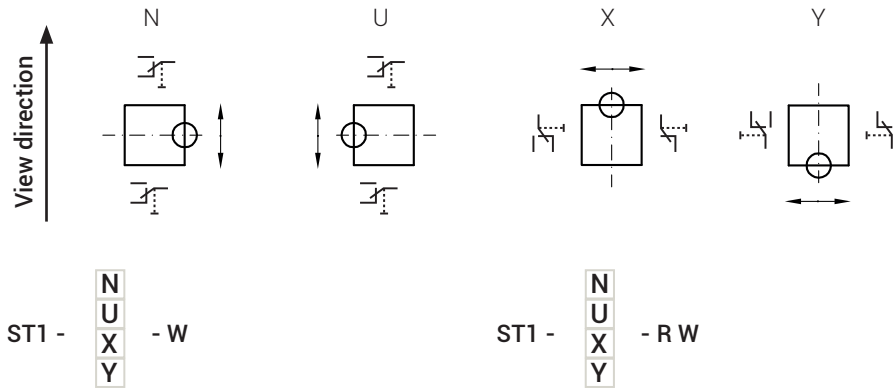 N U X Y
View direction
N N
U U
ST1 - - W ST1 - - R W
X X
Y Y